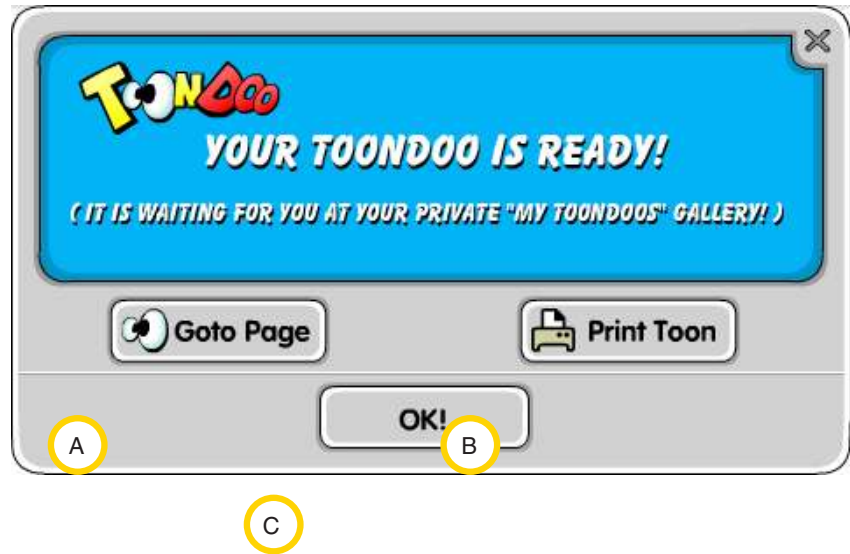 TOONDOO
YOUR TOONDOO IS READY!
( IT IS WAITING FOR YOU AT YOUR PRIVATE "MY TOONDOOS" GALLERY! )
Goto Page
Print Toon
OK!
A
B
C